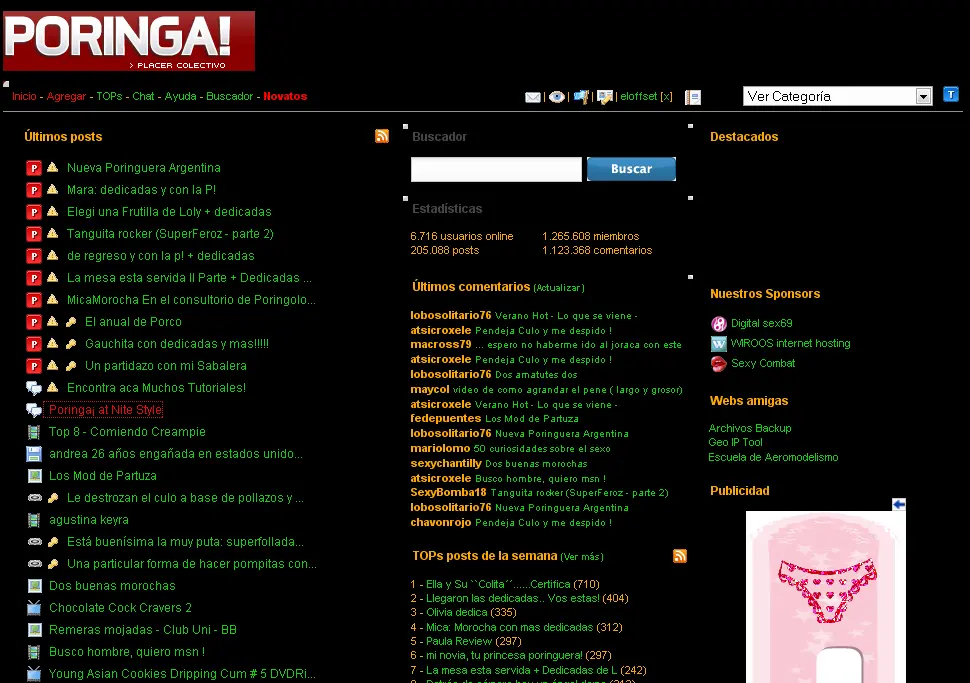 PORINGA!
> PLACER COLECTIVO
Inicio - Agregar - TOPs - Chat - Ayuda - Buscador - Novatos
eloffset [x]
Ver Categoría
T
Últimos posts
P Nueva Poringuera Argentina
P Mara: dedicadas y con la P!
P Elegi una Frutilla de Loly + dedicadas
P Tanguita rocker (SuperFeroz - parte 2)
P de regreso y con la p! + dedicadas
P La mesa esta servida II Parte + Dedicadas ...
P MicaMorocha En el consultorio de Poringolo...
P El anual de Porco
P Gauchita con dedicadas y mas!!!!!
P Un partidazo con mi Sabalera
Encontra aca Muchos Tutoriales!
Poringa¡ at Nite Style
Top 8 - Comiendo Creampie
andrea 26 años engañada en estados unido...
Los Mod de Partuza
Le destrozan el culo a base de pollazos y ...
agustina keyra
Está buenísima la muy puta: superfollada...
Una particular forma de hacer pompitas con...
Dos buenas morochas
Chocolate Cock Cravers 2
Remeras mojadas - Club Uni - BB
Busco hombre, quiero msn !
Young Asian Cookies Dripping Cum # 5 DVDRi...
Buscador
Buscar
Estadísticas
6.716 usuarios online 1.265.608 miembros
205.088 posts 1.123.368 comentarios
Últimos comentarios (Actualizar)
lobosolitario76 Verano Hot - Lo que se viene -
atsicroxele Pendeja Culo y me despido !
macross79 ... espero no haberme ido al joraca con este
atsicroxele Pendeja Culo y me despido !
lobosolitario76 Dos amatutes dos
maycol video de como agrandar el pene ( largo y grosor)
atsicroxele Verano Hot - Lo que se viene -
fedepuentes Los Mod de Partuza
lobosolitario76 Nueva Poringuera Argentina
mariolomo 50 curiosidades sobre el sexo
sexychantilly Dos buenas morochas
atsicroxele Busco hombre, quiero msn !
SexyBomba18 Tanguita rocker (SuperFeroz - parte 2)
lobosolitario76 Nueva Poringuera Argentina
chavonrojo Pendeja Culo y me despido !
TOPs posts de la semana (Ver más)
1 - Ella y Su ``Colita´´......Certifica (710)
2 - Llegaron las dedicadas.. Vos estas! (404)
3 - Olivia dedica (335)
4 - Mica: Morocha con mas dedicadas (312)
5 - Paula Review (297)
6 - mi novia, tu princesa poringuera! (297)
7 - La mesa esta servida + Dedicadas de L (242)
Destacados
Nuestros Sponsors
Digital sex69
W WIROOS internet hosting
Sexy Combat
Webs amigas
Archivos Backup
Geo IP Tool
Escuela de Aeromodelismo
Publicidad